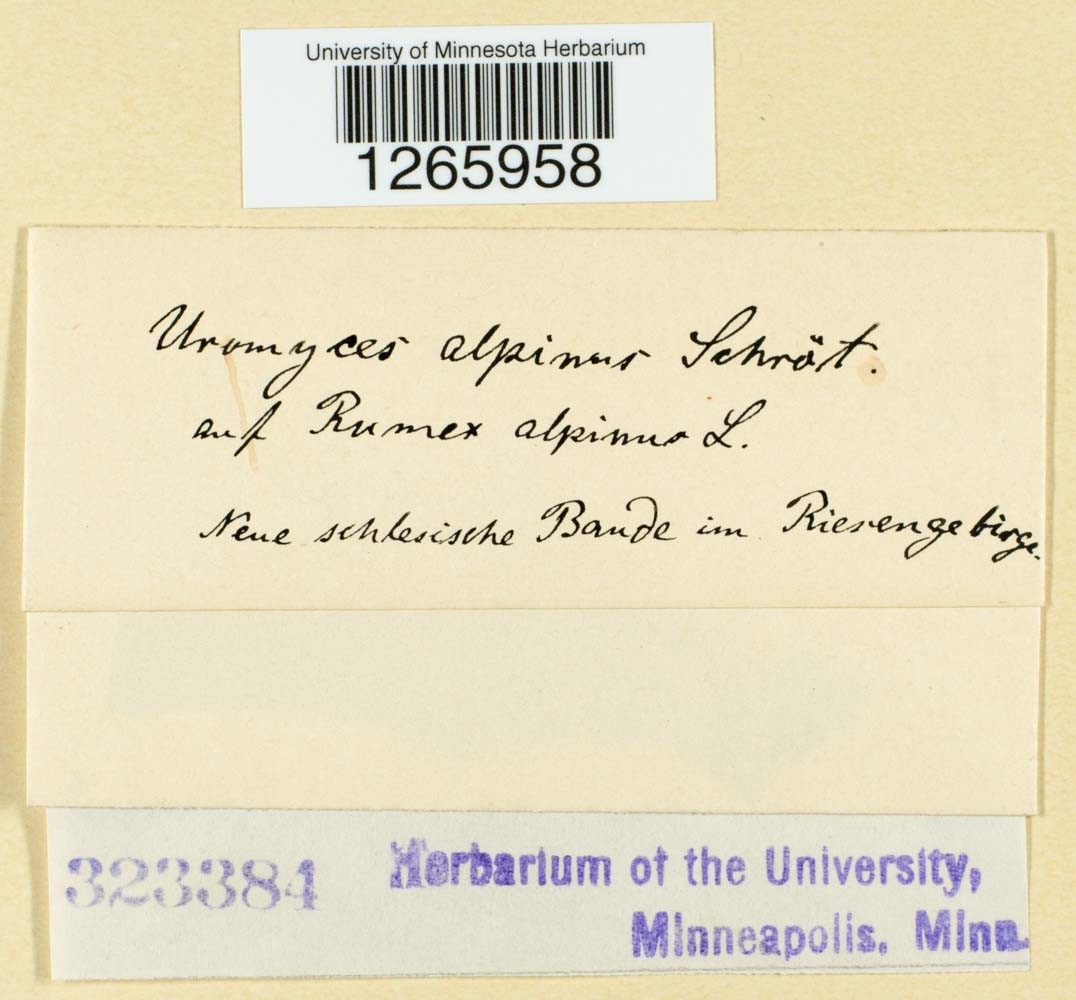 University of Minnesota Herbarium
1265958
Uromyces alpinus Schröt.
auf Rumex alpinus L.
Neue schlesische Baude im Riesengebirge.
323384
Herbarium of the University,
Minneapolis, Minn.